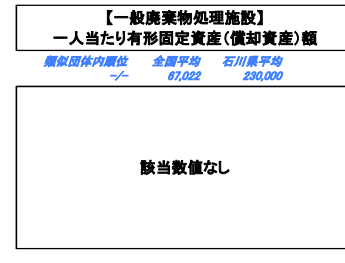 【一般廃棄物処理施設】
一人当たり有形固定資産(償却資産)額
類似団体内順位 全国平均 石川県平均
-/- 67,022 230,000
該当数値なし